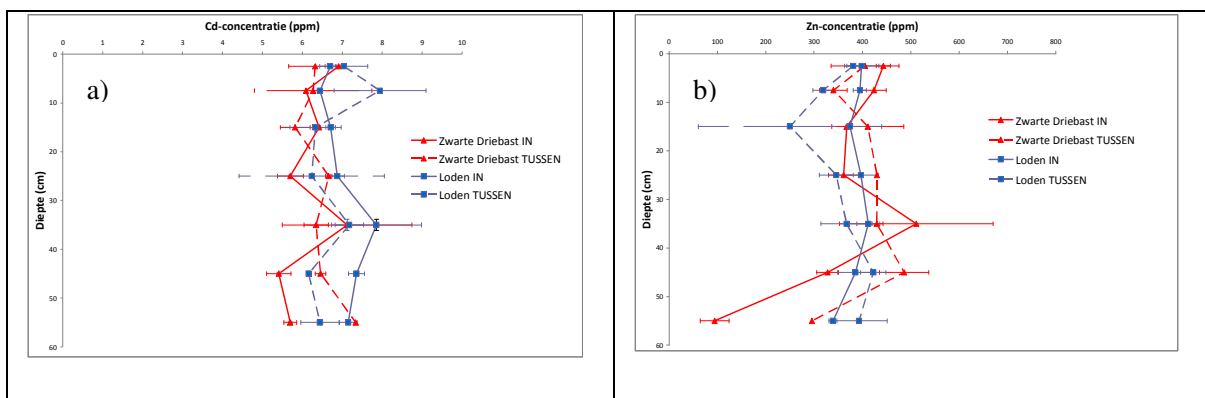 Cd-concentratie (ppm)
0 1 2 3 4 5 6 7 8 9 10
0
10
20
30
40
50
60
Diepte (cm)
a)
Zwarte Driebast IN
Zwarte Driebast TUSSEN
Loden IN
Loden TUSSEN
Zn-concentratie (ppm)
0 100 200 300 400 500 600 700 800
0
10
20
30
40
50
60
Diepte (cm)
b)
Zwarte Driebast IN
Zwarte Driebast TUSSEN
Loden IN
Loden TUSSEN